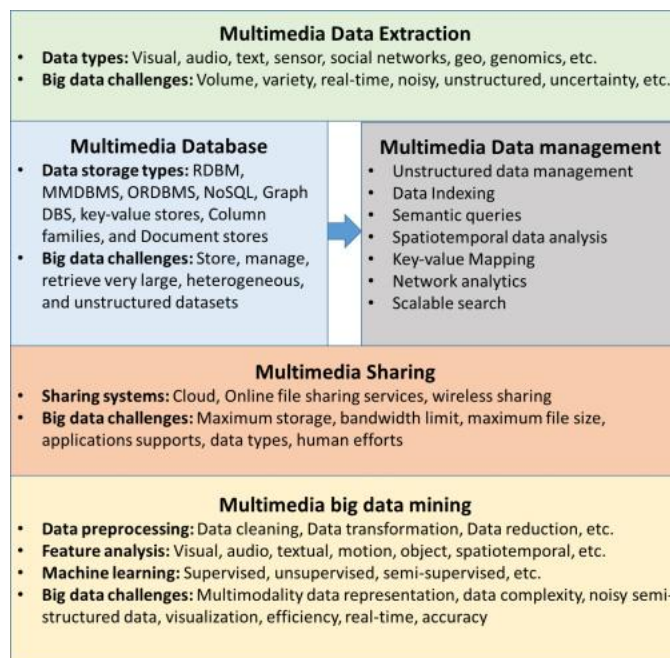 Multimedia Data Extraction
• Data types: Visual, audio, text, sensor, social networks, geo, genomics, etc.
• Big data challenges: Volume, variety, real-time, noisy, unstructured, uncertainty, etc.
Multimedia Database
• Data storage types: RDBM,
MMDBMS, ORDBMS, NoSQL, Graph
DBS, key-value stores, Column
families, and Document stores
• Big data challenges: Store, manage,
retrieve very large, heterogeneous,
and unstructured datasets
Multimedia Data management
• Unstructured data management
• Data Indexing
• Semantic queries
• Spatiotemporal data analysis
• Key-value Mapping
• Network analytics
• Scalable search
Multimedia Sharing
• Sharing systems: Cloud, Online file sharing services, wireless sharing
• Big data challenges: Maximum storage, bandwidth limit, maximum file size,
applications supports, data types, human efforts
Multimedia big data mining
• Data preprocessing: Data cleaning, Data transformation, Data reduction, etc.
• Feature analysis: Visual, audio, textual, motion, object, spatiotemporal, etc.
• Machine learning: Supervised, unsupervised, semi-supervised, etc.
• Big data challenges: Multimodality data representation, data complexity, noisy semi-
structured data, visualization, efficiency, real-time, accuracy